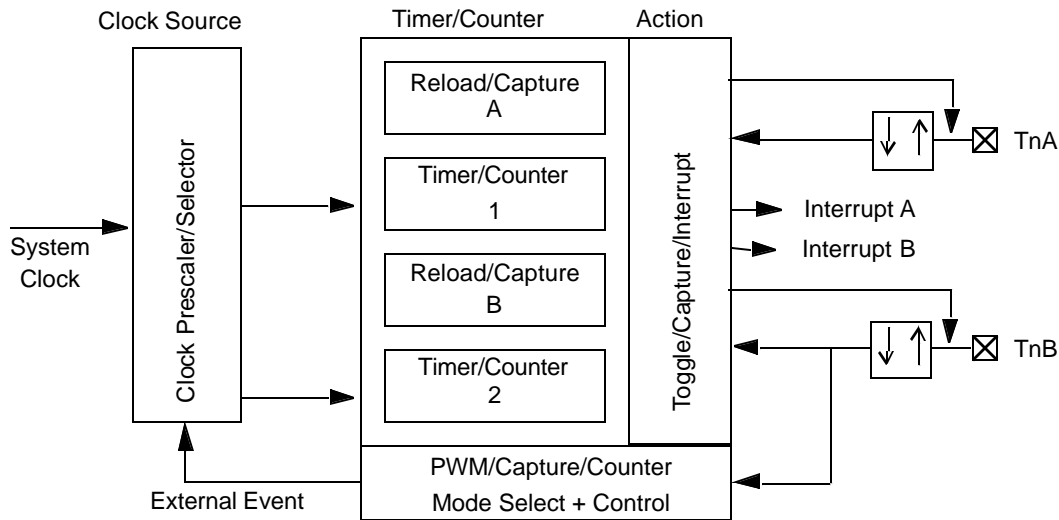 Clock Source
Timer/Counter
Action
Reload/Capture
A
Timer/Counter
1
Reload/Capture
B
Timer/Counter
2
Clock Prescaler/Selector
Toggle/Capture/Interrupt
System
Clock
TnA
Interrupt A
Interrupt B
TnB
PWM/Capture/Counter
Mode Select + Control
External Event